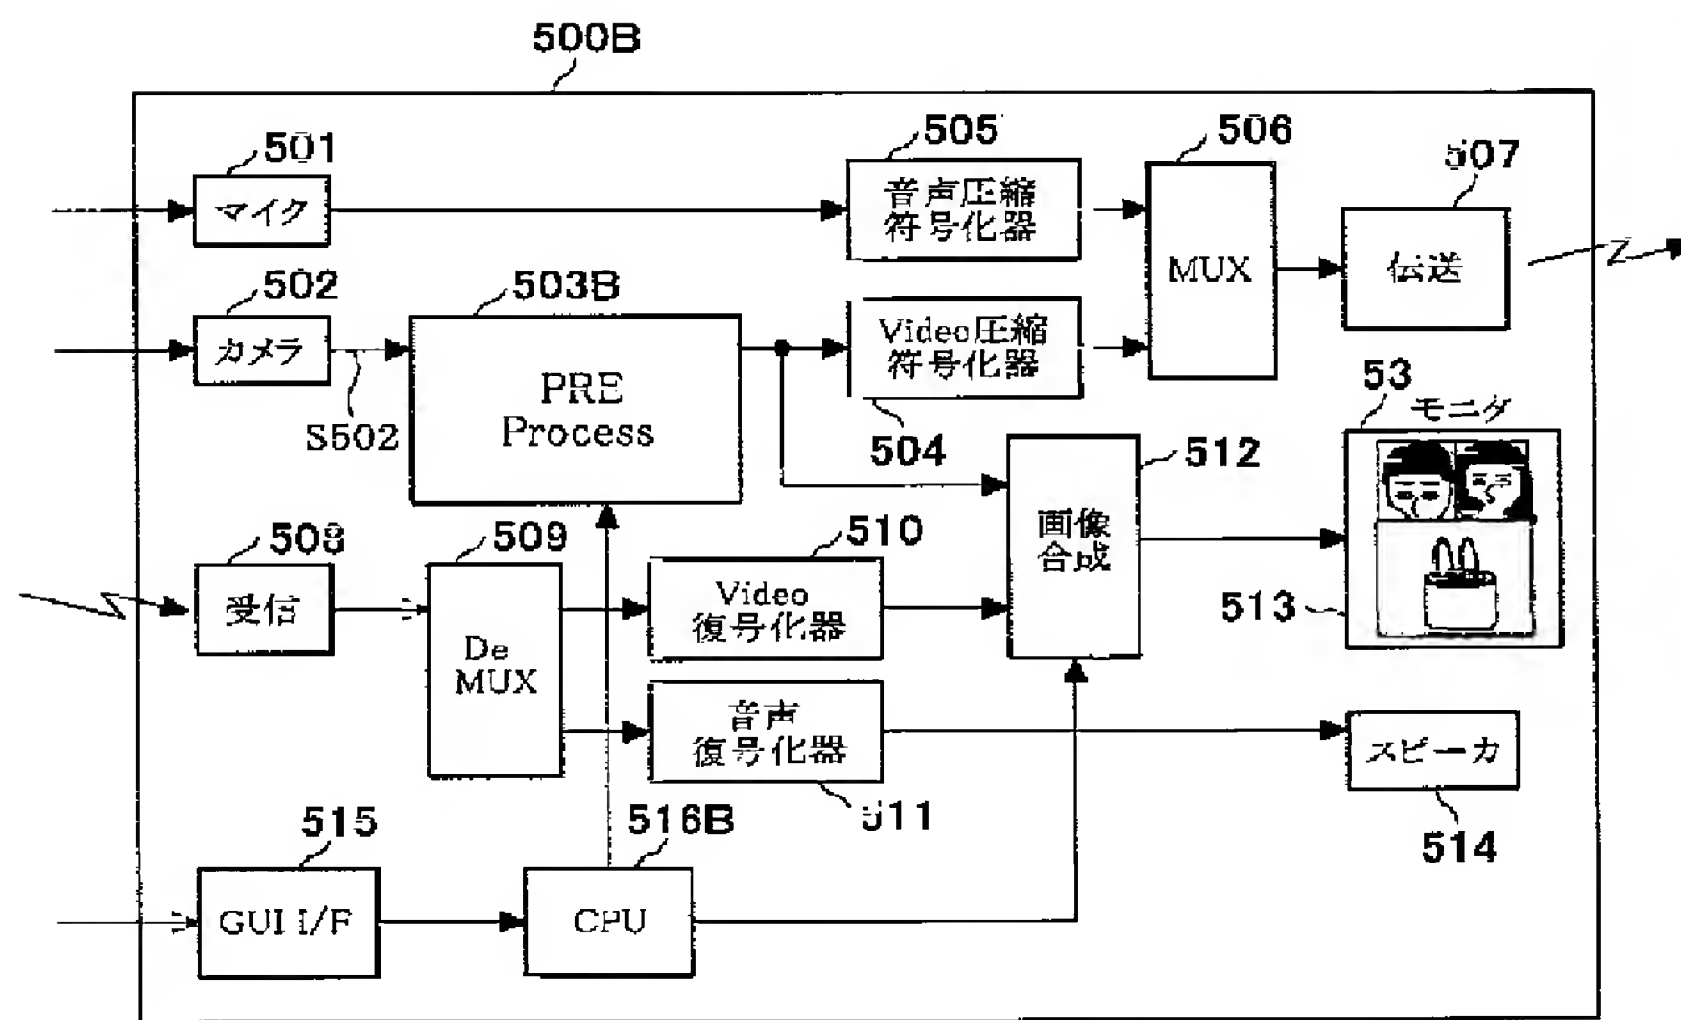 500B
501
マイク
505
音声圧縮
符号化器
506
MUX
507
伝送
502
カメラ
S502
503B
PRE
Process
Video圧縮
符号化器
504
53
モニタ
512
画像
合成
513
508
受信
509
De
MUX
510
Video
復号化器
音声
復号化器
511
スピーカ
514
515
GUI I/F
516B
CPU